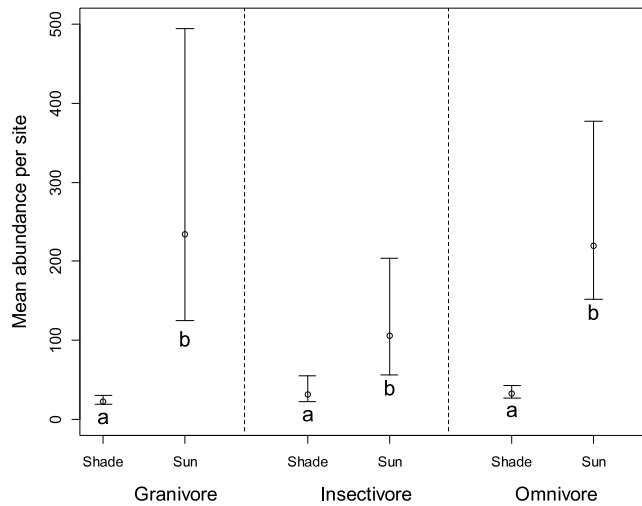 Mean abundance per site
500
400
300
200
100
0
a
b
a
b
a
b
Shade Sun Shade Sun Shade Sun
Granivore Insectivore Omnivore